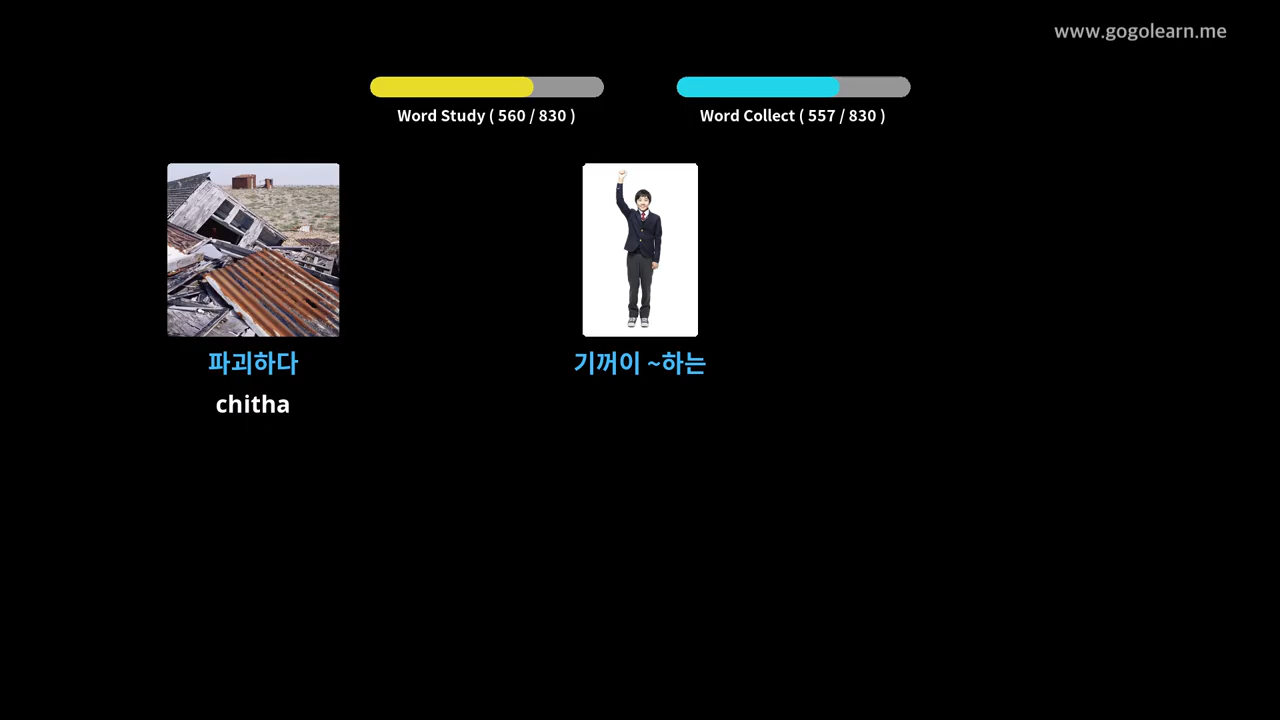 www.gogolearn.me
Word Study ( 560 / 830 )
Word Collect ( 557 / 830 )
파괴하다
기꺼이 ~하는
chitha